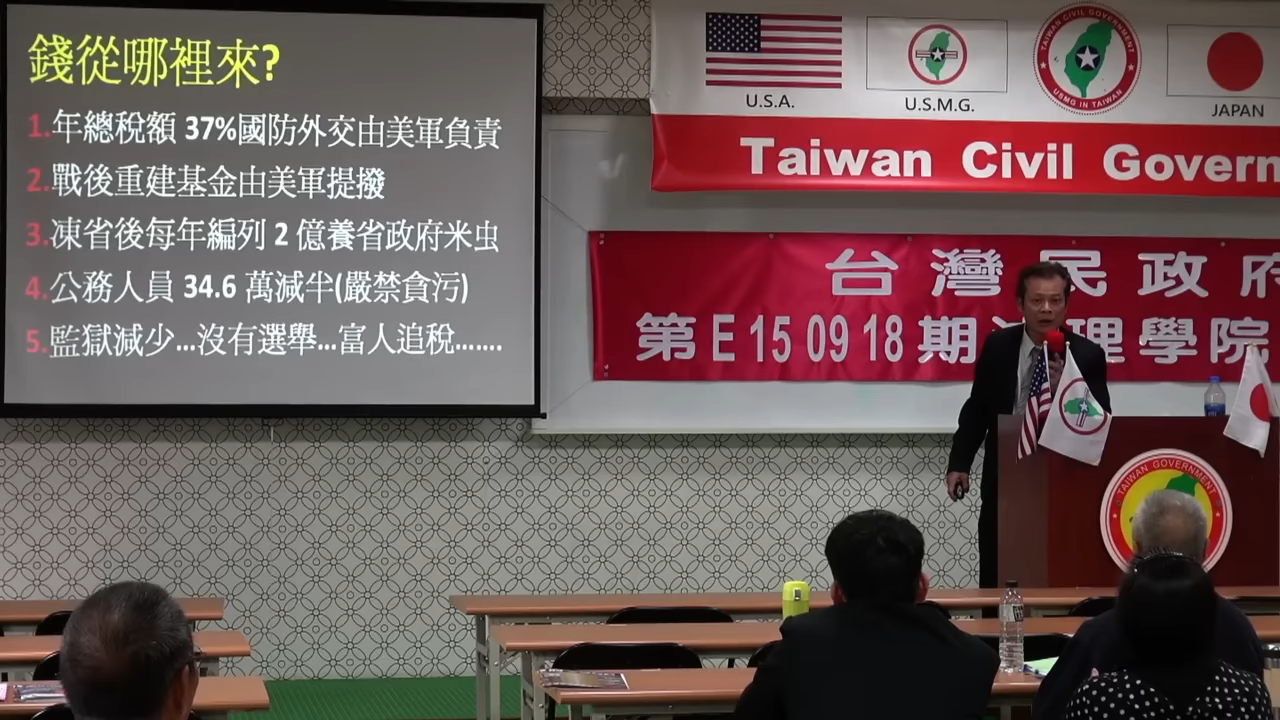 錢從哪裡來?
1.年總稅額 37%國防外交由美軍負責
2.戰後重建基金由美軍提撥
3.凍省後每年編列 2 億養省政府米虫
4.公務人員 34.6 萬減半(嚴禁貪污)
5.監獄減少...沒有選舉...富人追稅.......
U.S.A.
U.S.M.G.
TAIWAN CIVIL GOVERNMENT
USMG IN TAIWAN
JAPAN
Taiwan Civil Govern
台灣民政府
第E 15 09 18 期法理學院
TAIWAN GOVERNMENT